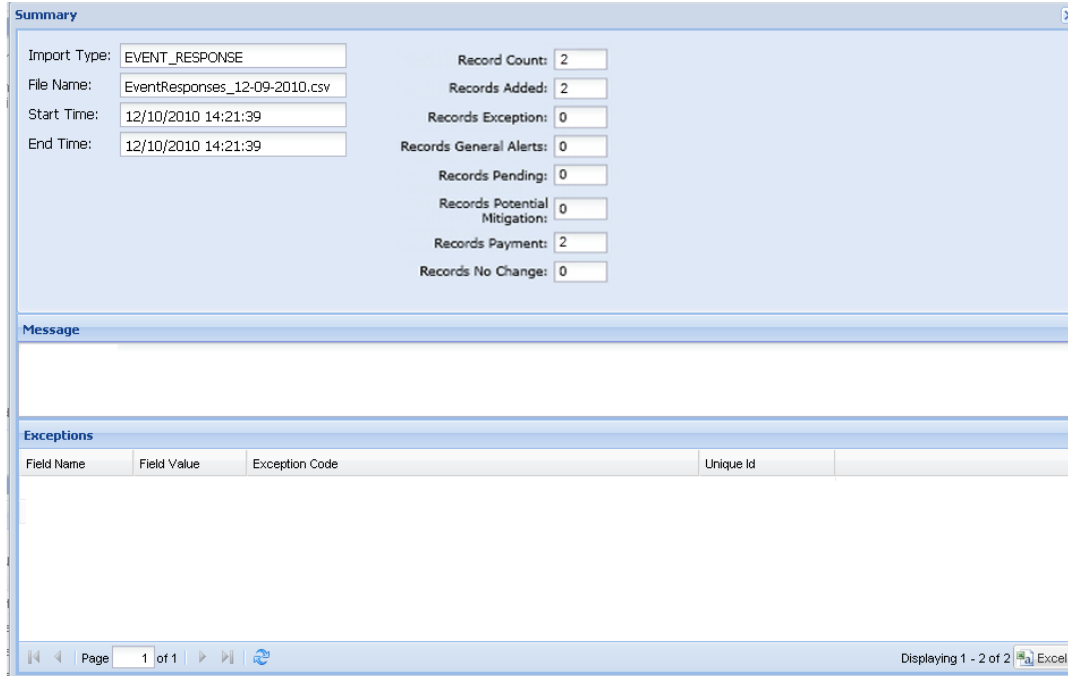 Summary
Import Type: EVENT_RESPONSE
File Name: EventResponses_12-09-2010.csv
Start Time: 12/10/2010 14:21:39
End Time: 12/10/2010 14:21:39
Record Count: 2
Records Added: 2
Records Exception: 0
Records General Alerts: 0
Records Pending: 0
Records Potential
Mitigation: 0
Records Payment: 2
Records No Change: 0
Message
Exceptions
Field Name Field Value Exception Code Unique Id
Page 1 of 1 Displaying 1 - 2 of 2 Excel